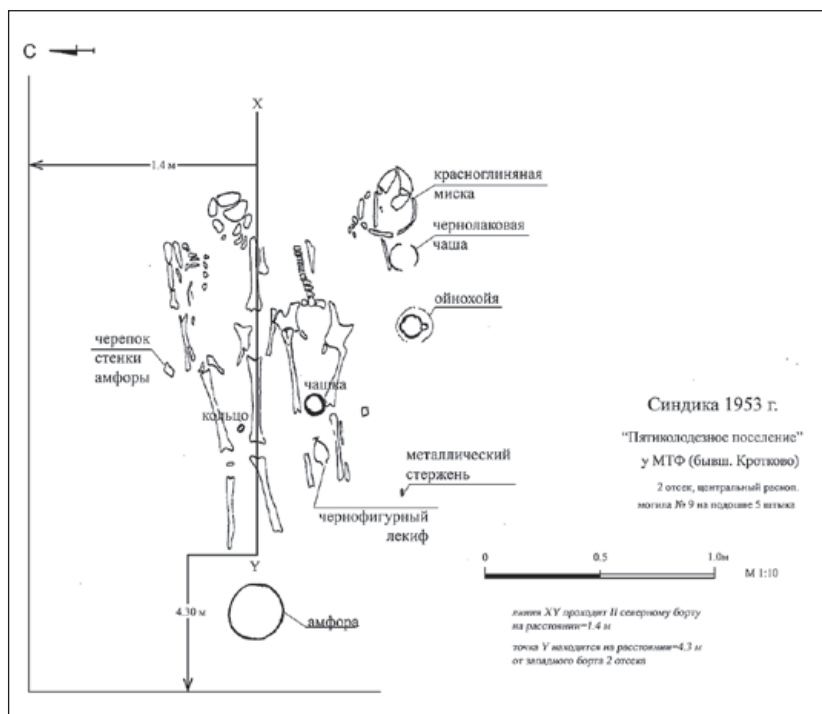 С
X
1.4 м
красноглиняная
миска
чернолаковая
чаша
ойнохойя
черепок
стенки
амфоры
чашка
кольцо
Синдика 1953 г.
"Пятиколодезное поселение"
у МТФ (бывш. Кротково)
2 отсек, центральный раскоп.
могила № 9 на подошве 5 штыка
металлический
стержень
чернофигурный
лекиф
0 0.5 1.0м
М 1:10
Y
4.30 м
амфора
линия XY проходит II северному борту
на расстоянии=1.4 м
точка Y находится на расстоянии=4.3 м
от западного борта 2 отсека